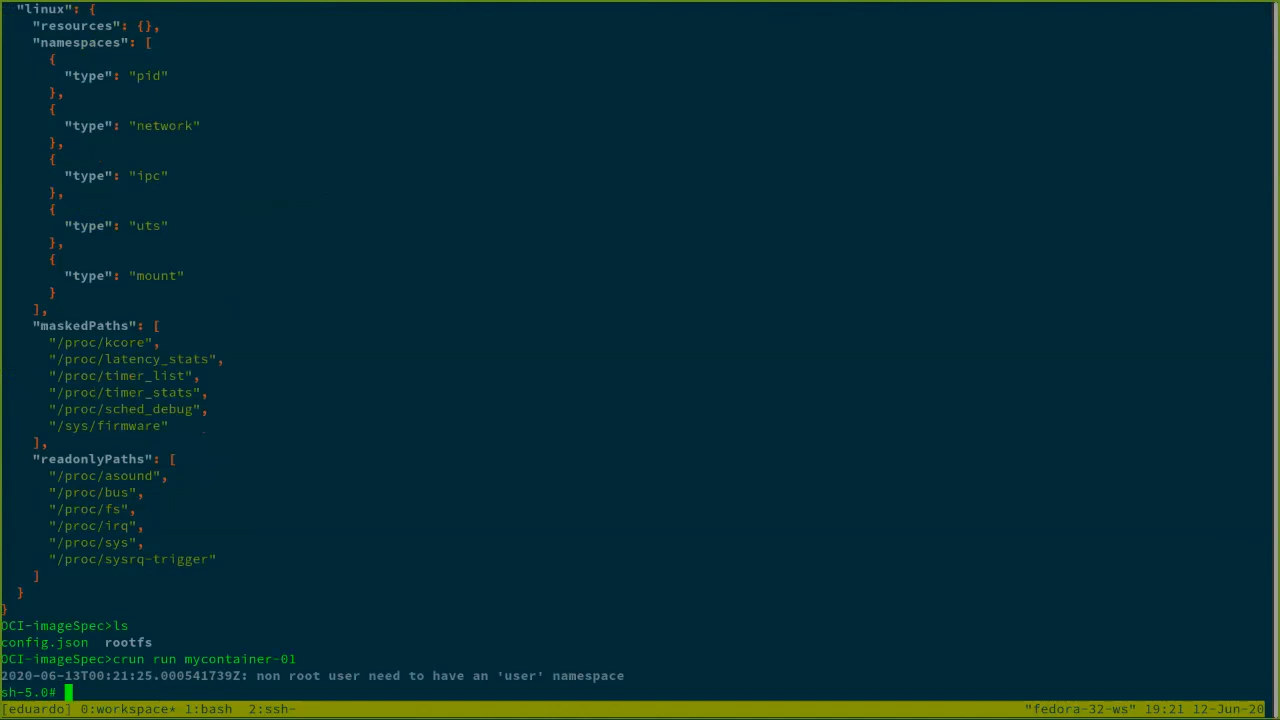 "linux": {
"resources": {},
"namespaces": [
{
"type": "pid"
},
{
"type": "network"
},
{
"type": "ipc"
},
{
"type": "uts"
},
{
"type": "mount"
}
],
"maskedPaths": [
"/proc/kcore",
"/proc/latency_stats",
"/proc/timer_list",
"/proc/timer_stats",
"/proc/sched_debug",
"/sys/firmware"
],
"readonlyPaths": [
"/proc/asound",
"/proc/bus",
"/proc/fs",
"/proc/irq",
"/proc/sys",
"/proc/sysrq-trigger"
]
}
}
OCI-imageSpec>ls
config.json rootfs
OCI-imageSpec>crun run mycontainer-01
2020-06-13T00:21:25.000541739Z: non root user need to have an 'user' namespace
sh-5.0#
[eduardo] 0:workspace* 1:bash 2:ssh- "fedora-32-ws" 19:21 12-Jun-20